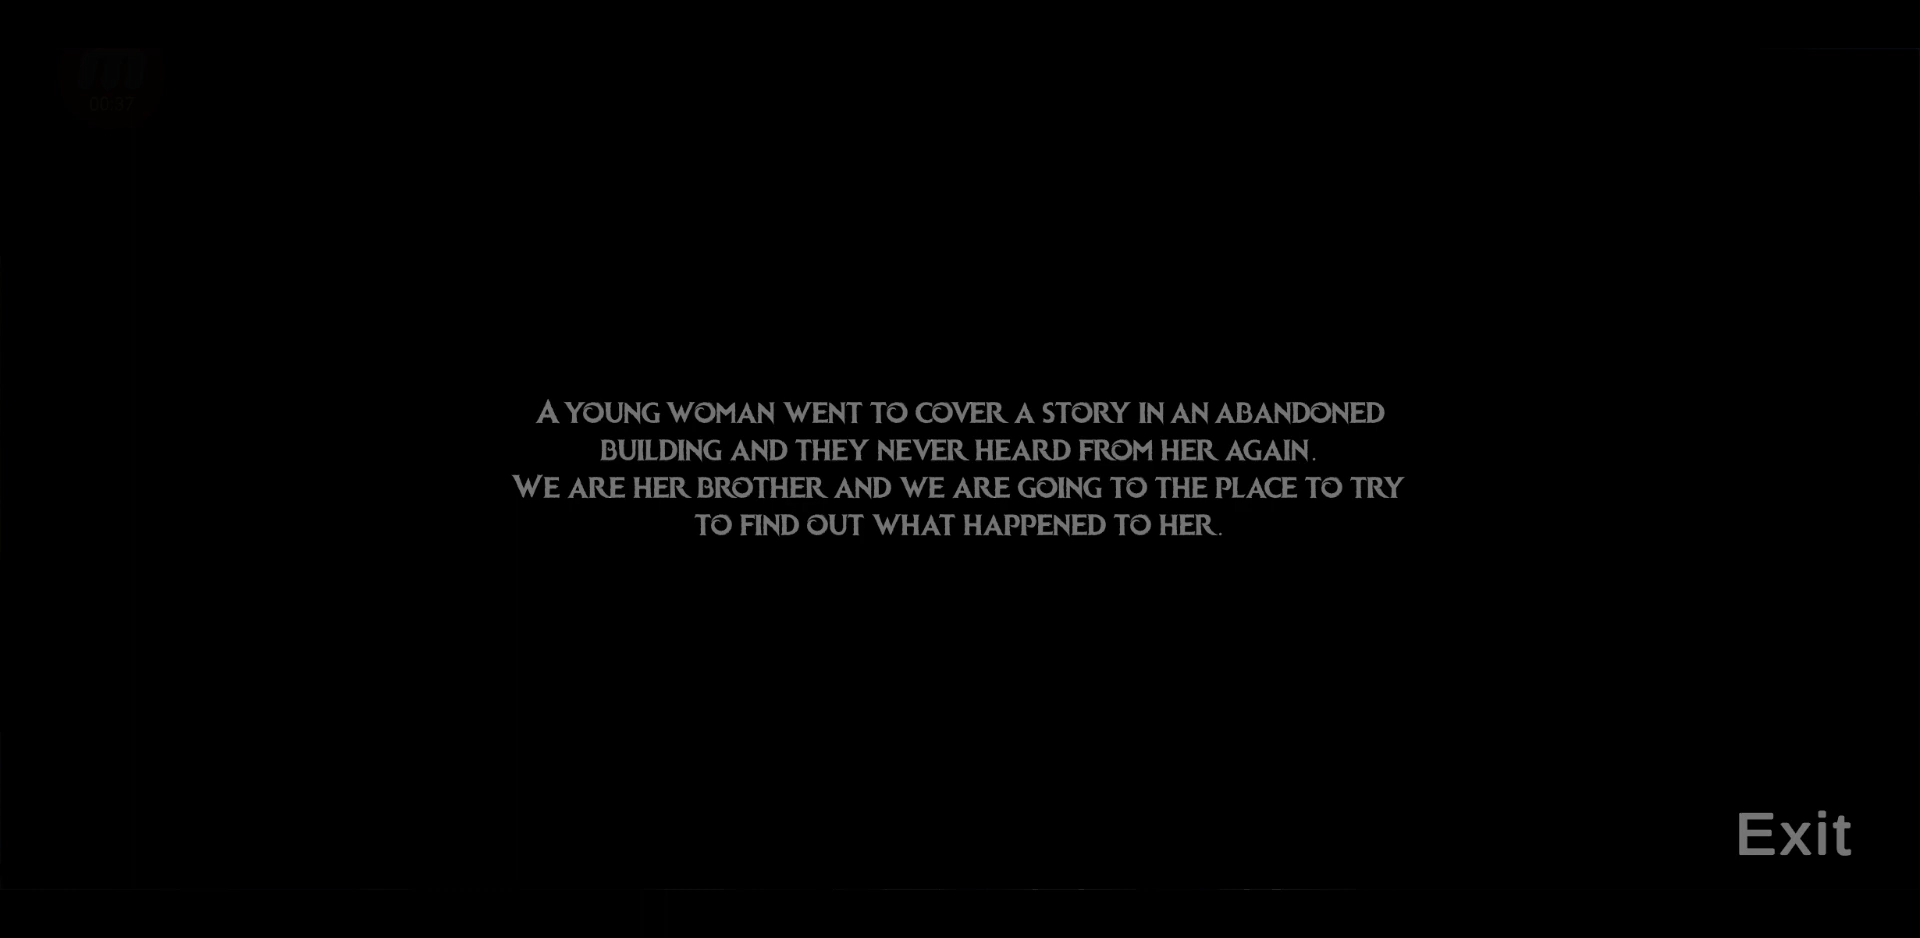 00:37
A young woman went to cover a story in an abandoned
building and they never heard from her again.
We are her brother and we are going to the place to try
to find out what happened to her.
Exit